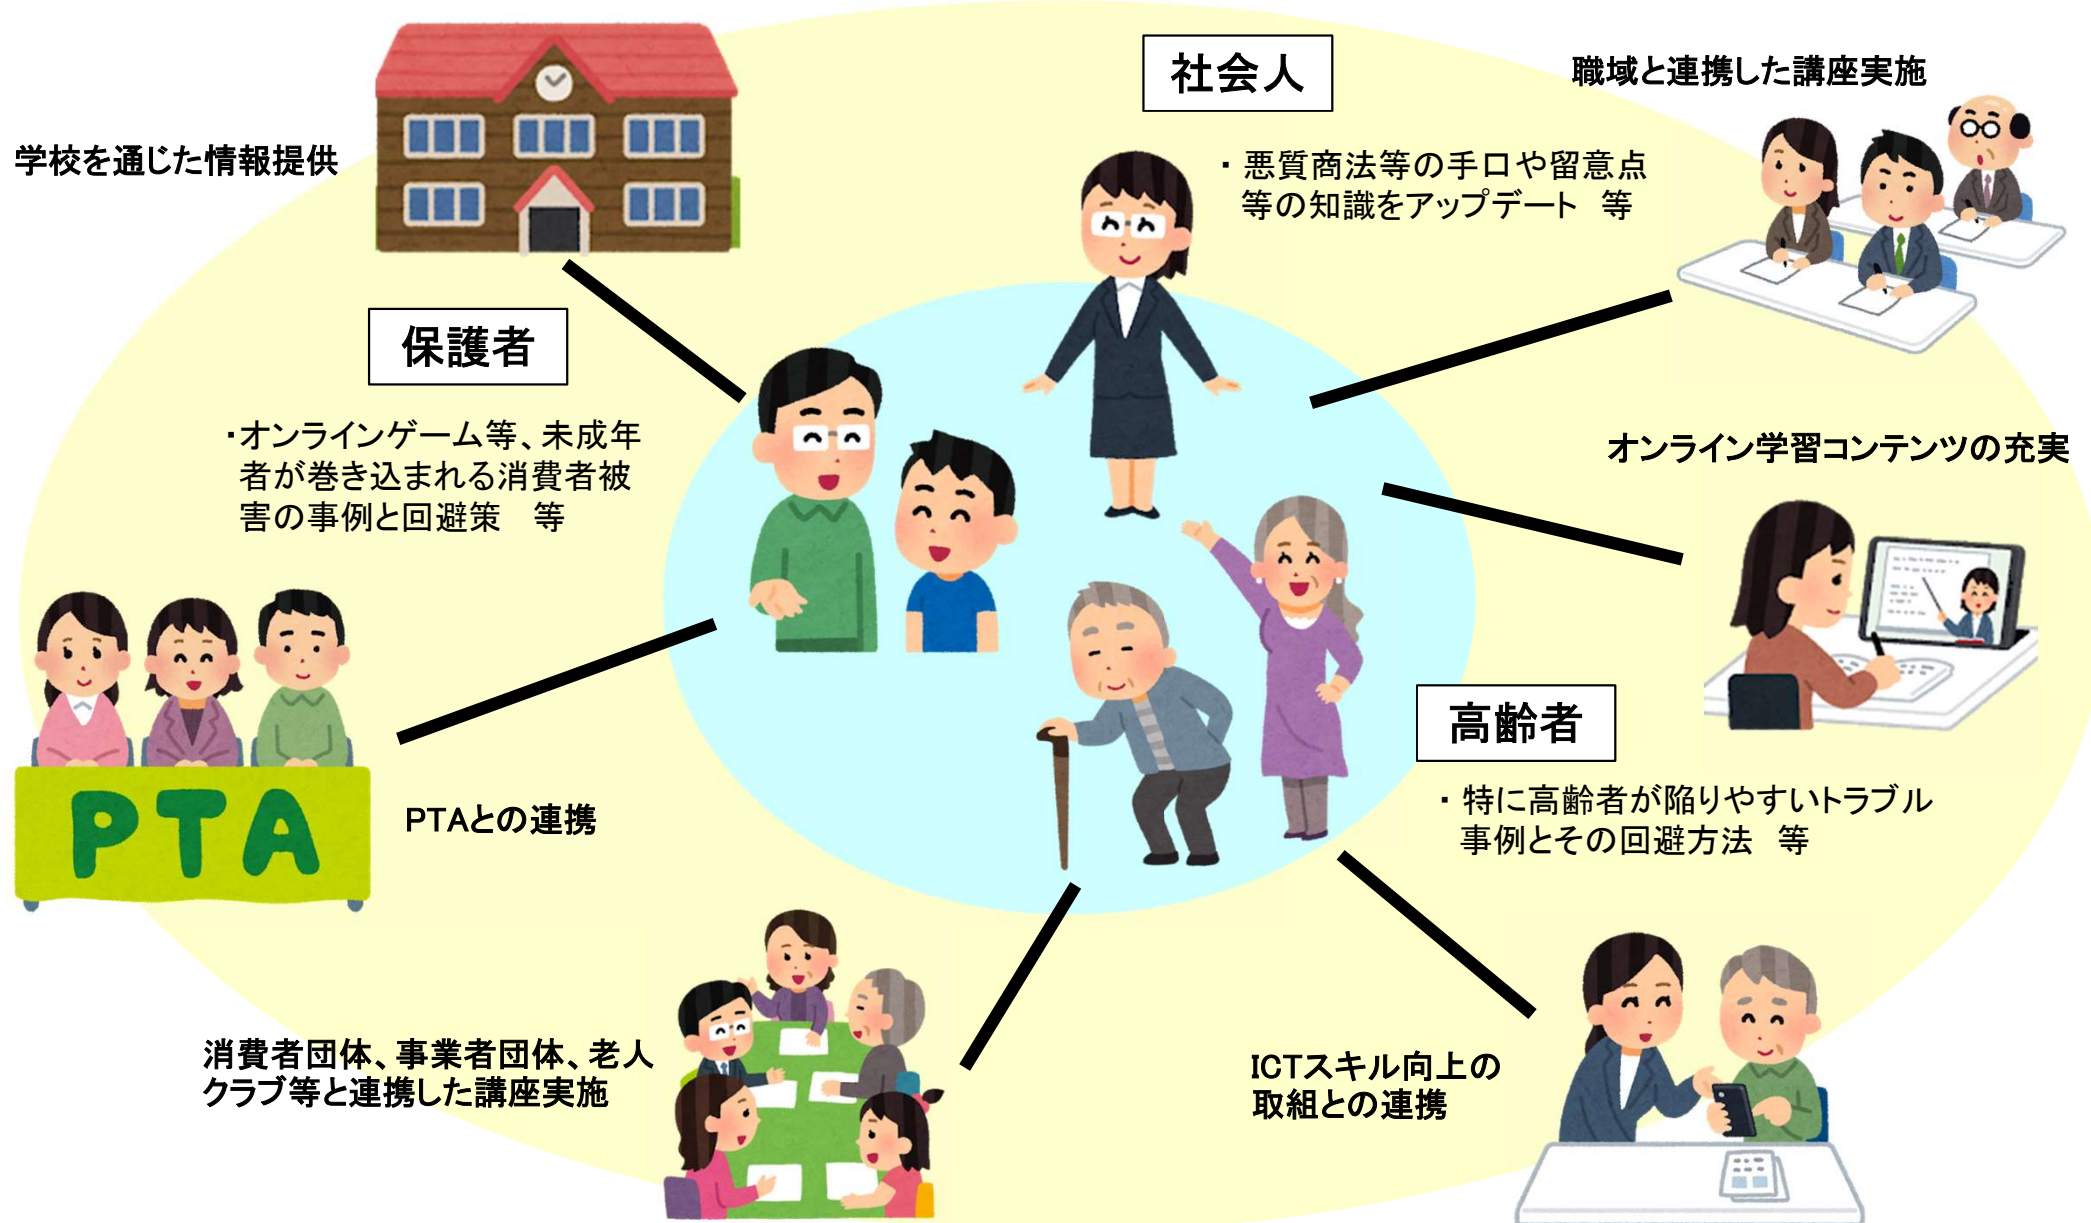 学校を通じた情報提供
社会人
・悪質商法等の手口や留意点
等の知識をアップデート　等
職域と連携した講座実施
保護者
・オンラインゲーム等、未成年
者が巻き込まれる消費者被
害の事例と回避策　等
オンライン学習コンテンツの充実
高齢者
・特に高齢者が陥りやすいトラブル
事例とその回避方法　等
PTA
PTAとの連携
消費者団体、事業者団体、老人
クラブ等と連携した講座実施
ICTスキル向上の
取組との連携